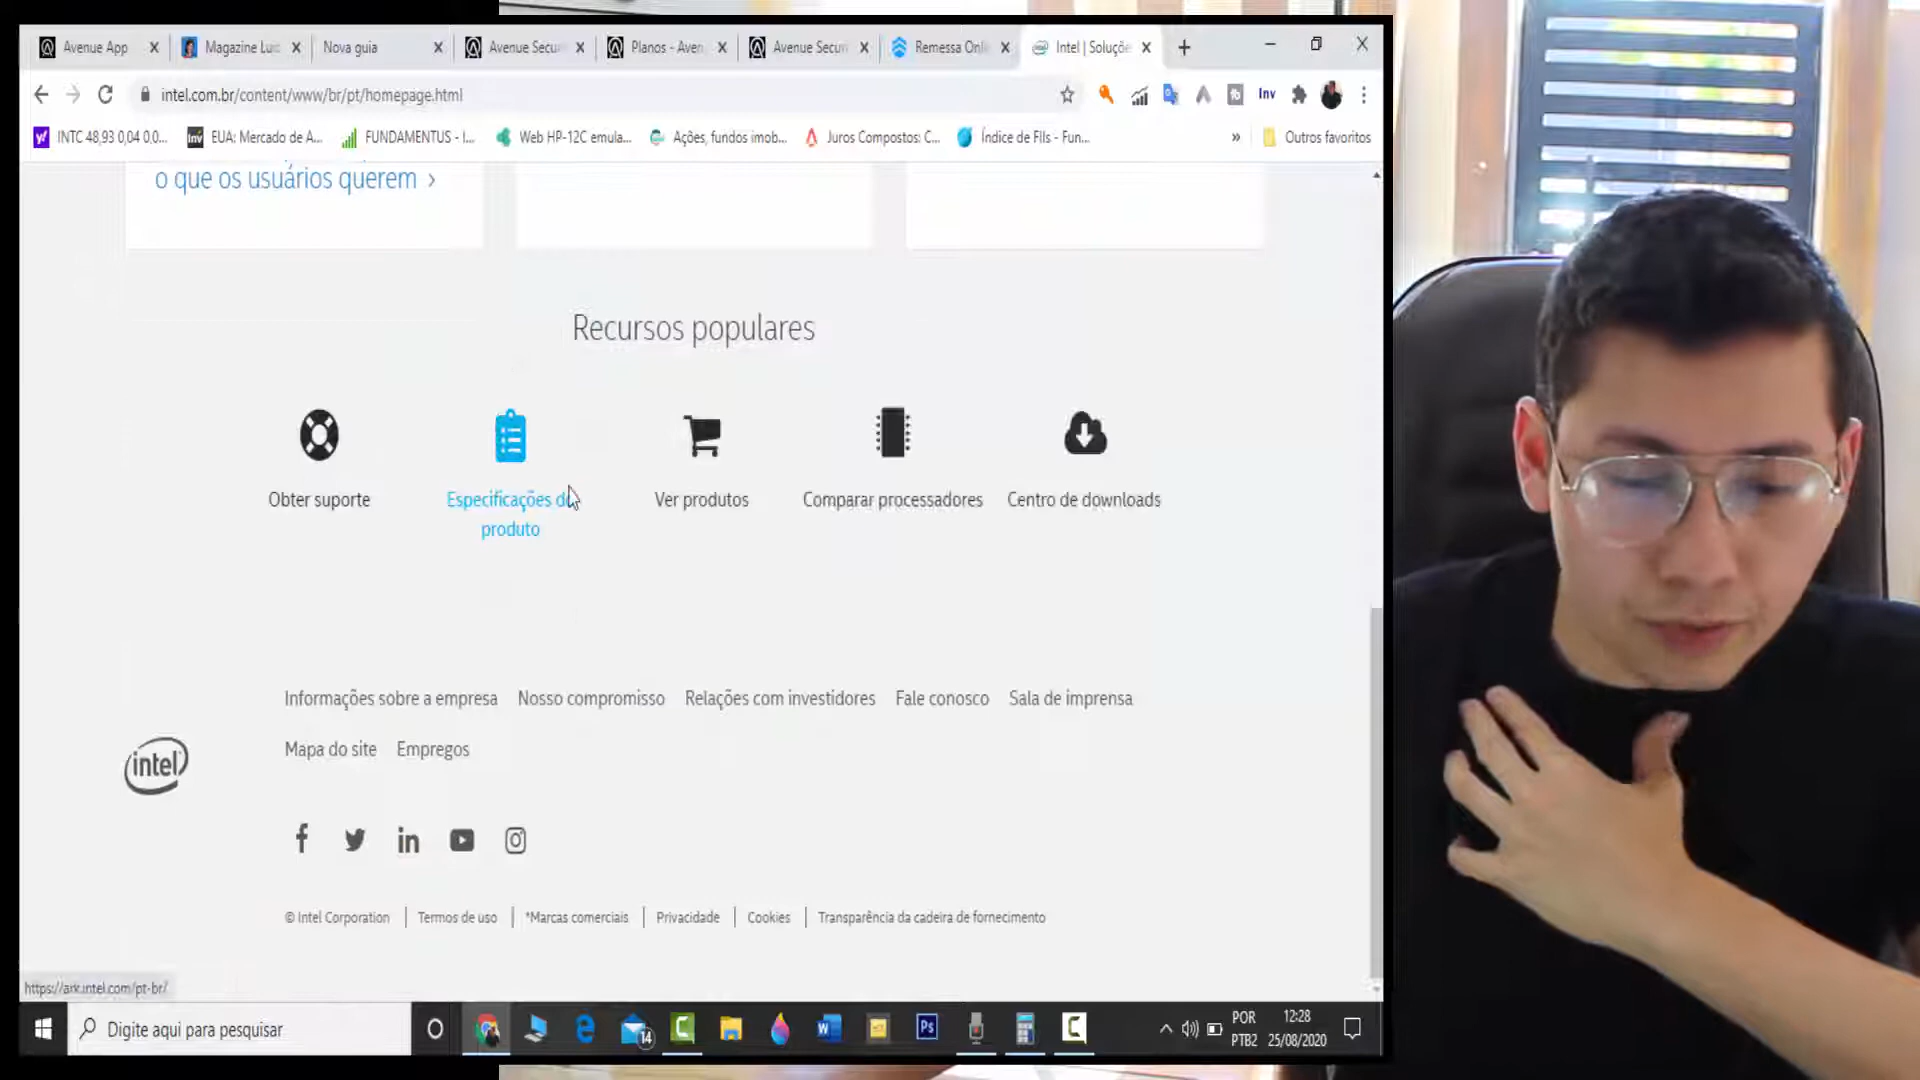 Avenue App
Magazine Lui
Nova guia
Avenue Secu
Planos - Aven
Avenue Secu
Remessa Onli
Intel | Soluçõe
intel.com.br/content/www/br/pt/homepage.html
Inv
INTC 48,93 0,04 0,0...
EUA: Mercado de A...
FUNDAMENTUS - I...
Web HP-12C emula...
Ações, fundos imob...
Juros Compostos: C...
Índice de FIIs - Fun...
»
Outros favoritos
o que os usuários querem ›
Recursos populares
Obter suporte
Especificações do
produto
Ver produtos
Comparar processadores
Centro de downloads
Informações sobre a empresa
Nosso compromisso
Relações com investidores
Fale conosco
Sala de imprensa
Mapa do site
Empregos
intel
© Intel Corporation
Termos de uso
*Marcas comerciais
Privacidade
Cookies
Transparência da cadeira de fornecimento
https://ark.intel.com/pt-br/
Digite aqui para pesquisar
14
Ps
POR
PTB2
12:28
25/08/2020